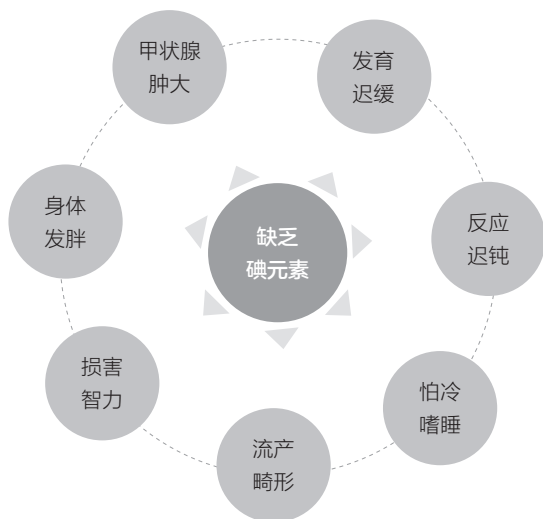 甲状腺
肿大
发育
迟缓
身体
发胖
缺乏
碘元素
反应
迟钝
损害
智力
怕冷
嗜睡
流产
畸形